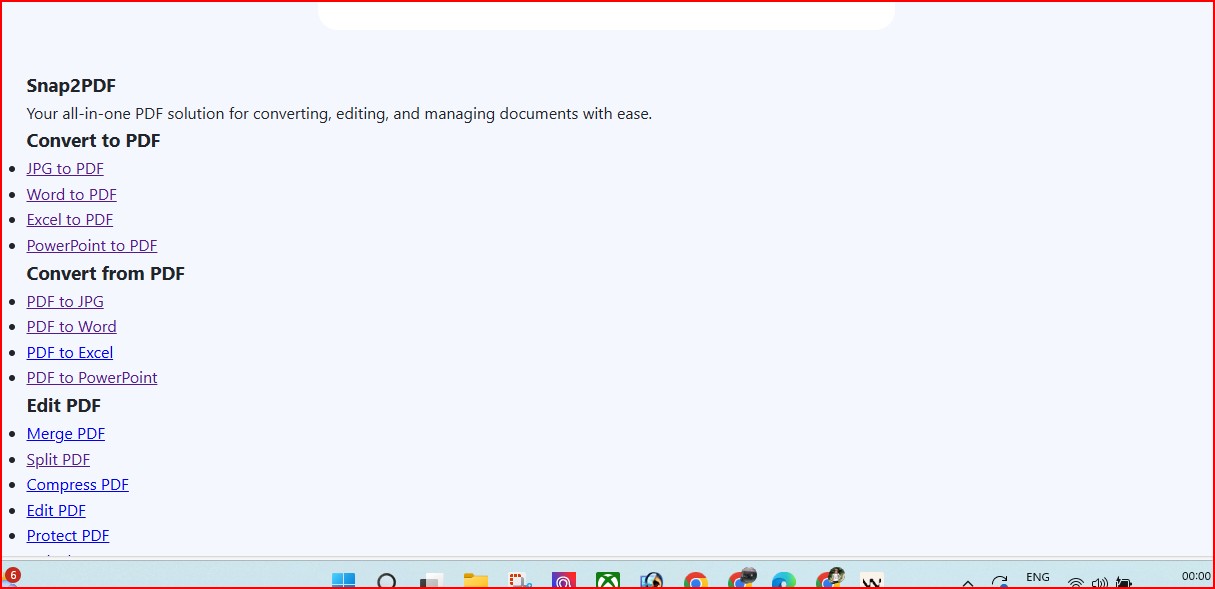 Snap2PDF
Your all-in-one PDF solution for converting, editing, and managing documents with ease.
Convert to PDF
JPG to PDF
Word to PDF
Excel to PDF
PowerPoint to PDF
Convert from PDF
PDF to JPG
PDF to Word
PDF to Excel
PDF to PowerPoint
Edit PDF
Merge PDF
Split PDF
Compress PDF
Edit PDF
Protect PDF
6
ENG
00:00